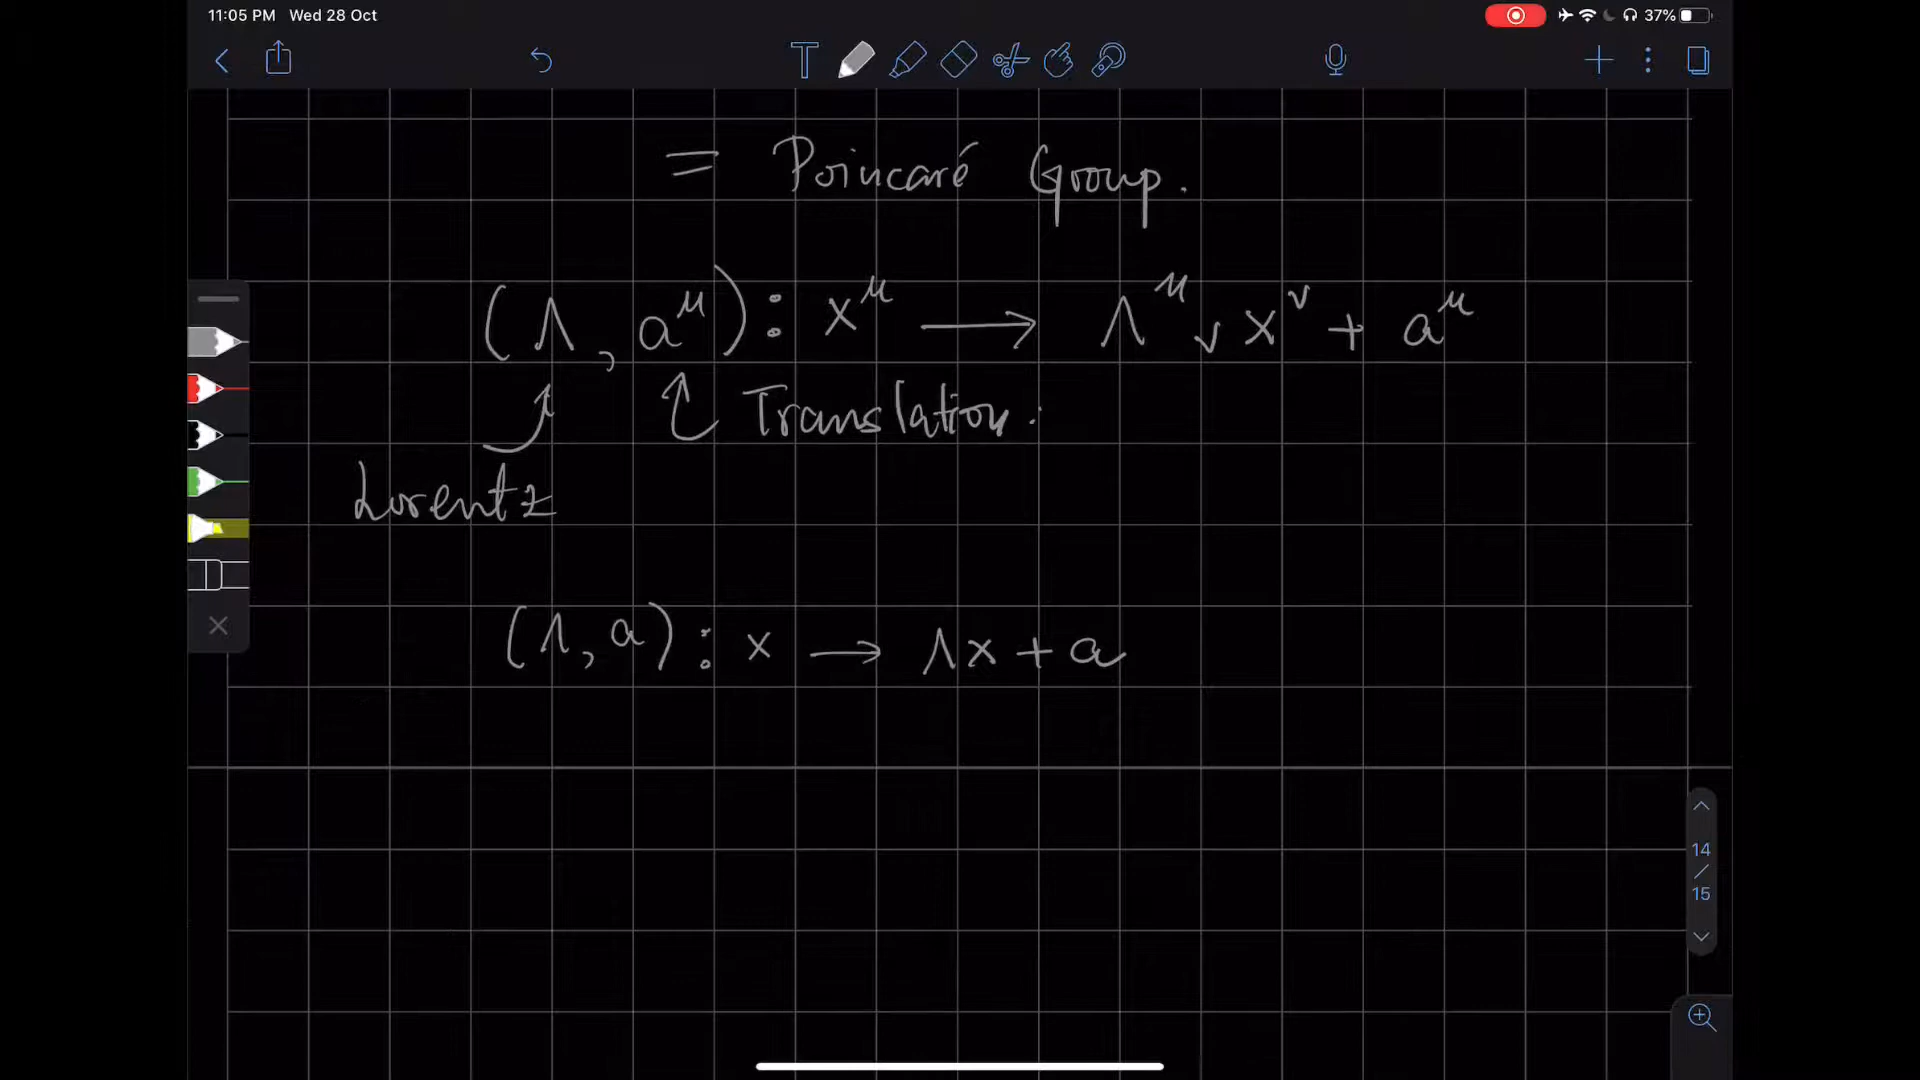 11:05 PM Wed 28 Oct 37%
= Poincaré Group.
(Λ, a^μ) : x^μ → Λ^μ_ν x^ν + a^μ
Translation.
Lorentz
(Λ, a) : x → Λx + a
14
/
15